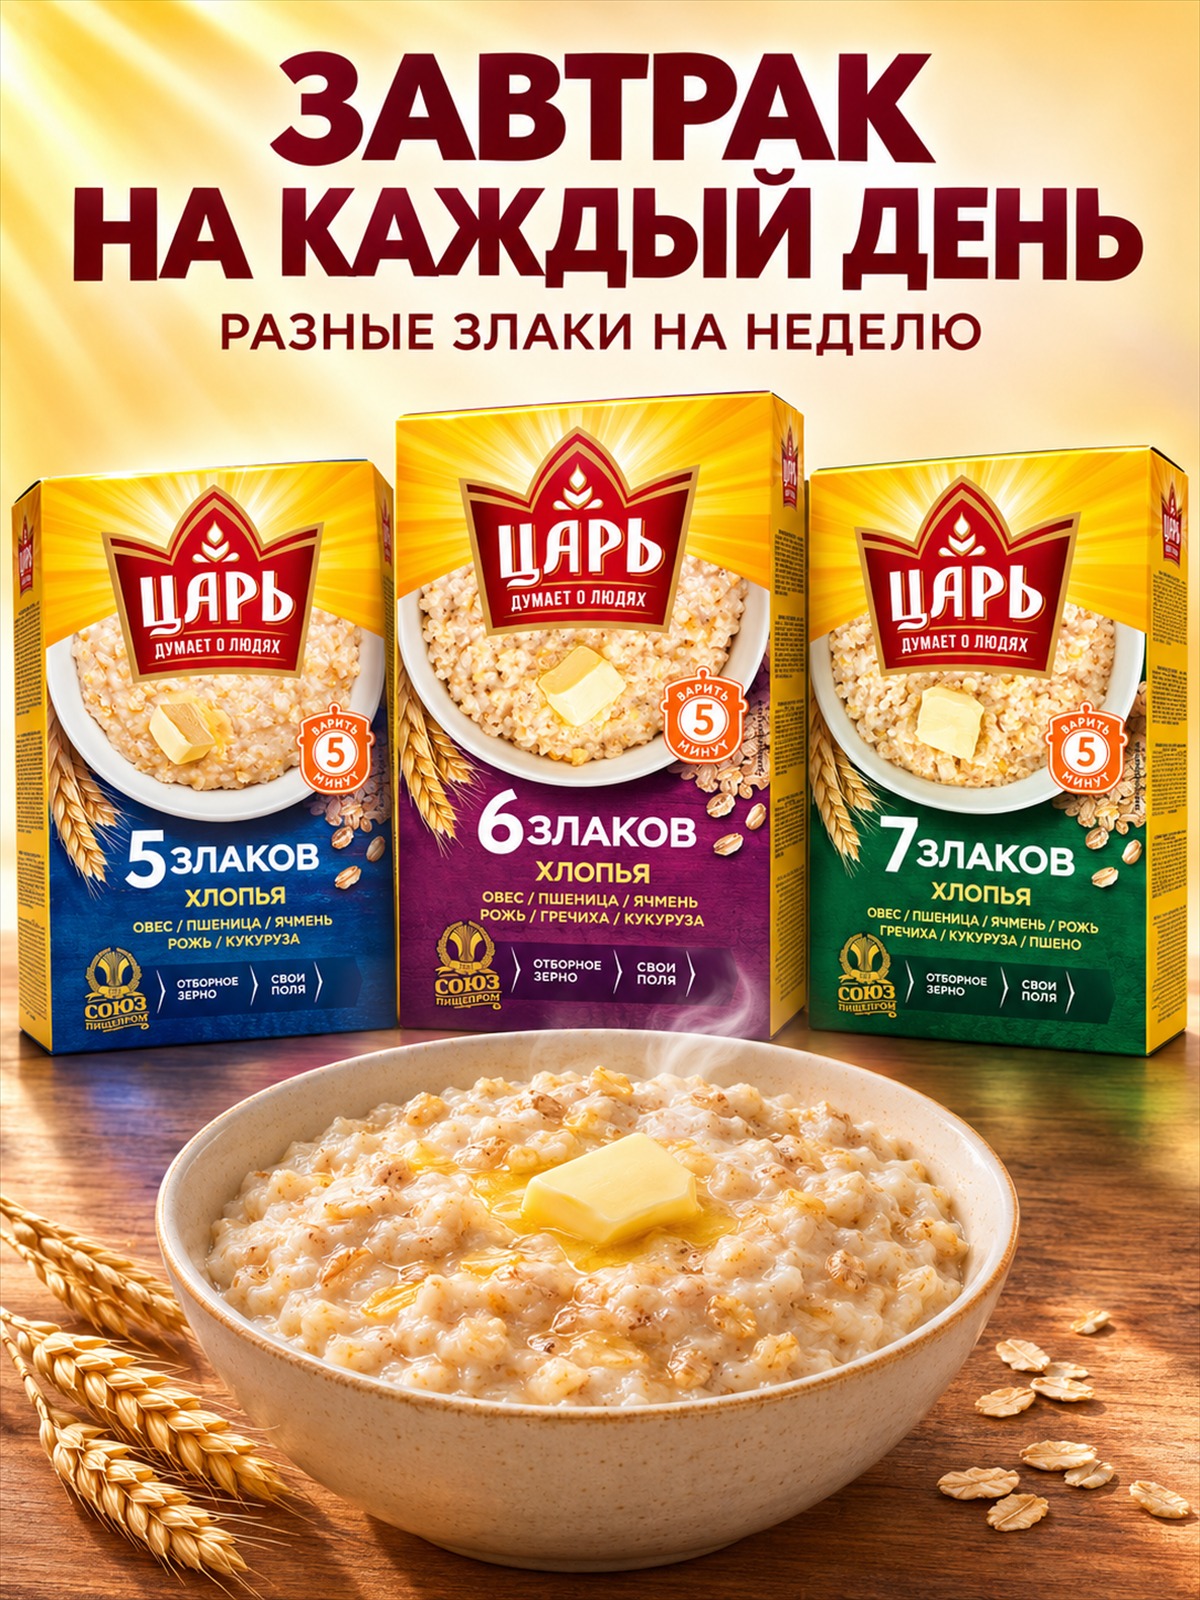 ЗАВТРАК
НА КАЖДЫЙ ДЕНЬ
РАЗНЫЕ ЗЛАКИ НА НЕДЕЛЮ
ЦАРЬ
ДУМАЕТ О ЛЮДЯХ
ВАРИТЬ
5
МИНУТ
5 ЗЛАКОВ
ХЛОПЬЯ
ОВЕС / ПШЕНИЦА / ЯЧМЕНЬ
РОЖЬ / КУКУРУЗА
СОЮЗ
ПИЩЕПРОМ
ОТБОРНОЕ
ЗЕРНО
СВОИ
ПОЛЯ
ЦАРЬ
ДУМАЕТ О ЛЮДЯХ
ВАРИТЬ
5
МИНУТ
6 ЗЛАКОВ
ХЛОПЬЯ
ОВЕС / ПШЕНИЦА / ЯЧМЕНЬ
РОЖЬ / ГРЕЧИХА / КУКУРУЗА
СОЮЗ
ПИЩЕПРОМ
ОТБОРНОЕ
ЗЕРНО
СВОИ
ПОЛЯ
ЦАРЬ
ЦАРЬ
ДУМАЕТ О ЛЮДЯХ
ВАРИТЬ
5
МИНУТ
7 ЗЛАКОВ
ХЛОПЬЯ
ОВЕС / ПШЕНИЦА / ЯЧМЕНЬ / РОЖЬ
ГРЕЧИХА / КУКУРУЗА / ПШЕНО
СОЮЗ
ПИЩЕПРОМ
ОТБОРНОЕ
ЗЕРНО
СВОИ
ПОЛЯ
ЦАРЬ